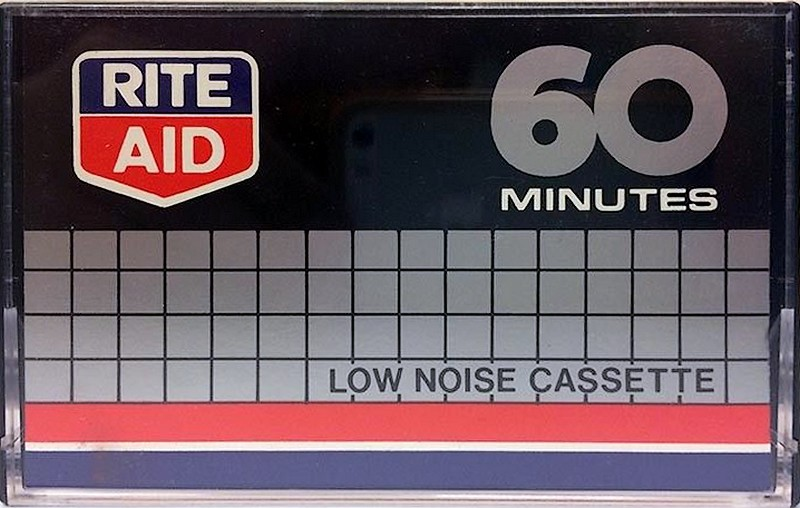 RITE
AID
60
MINUTES
LOW NOISE CASSETTE